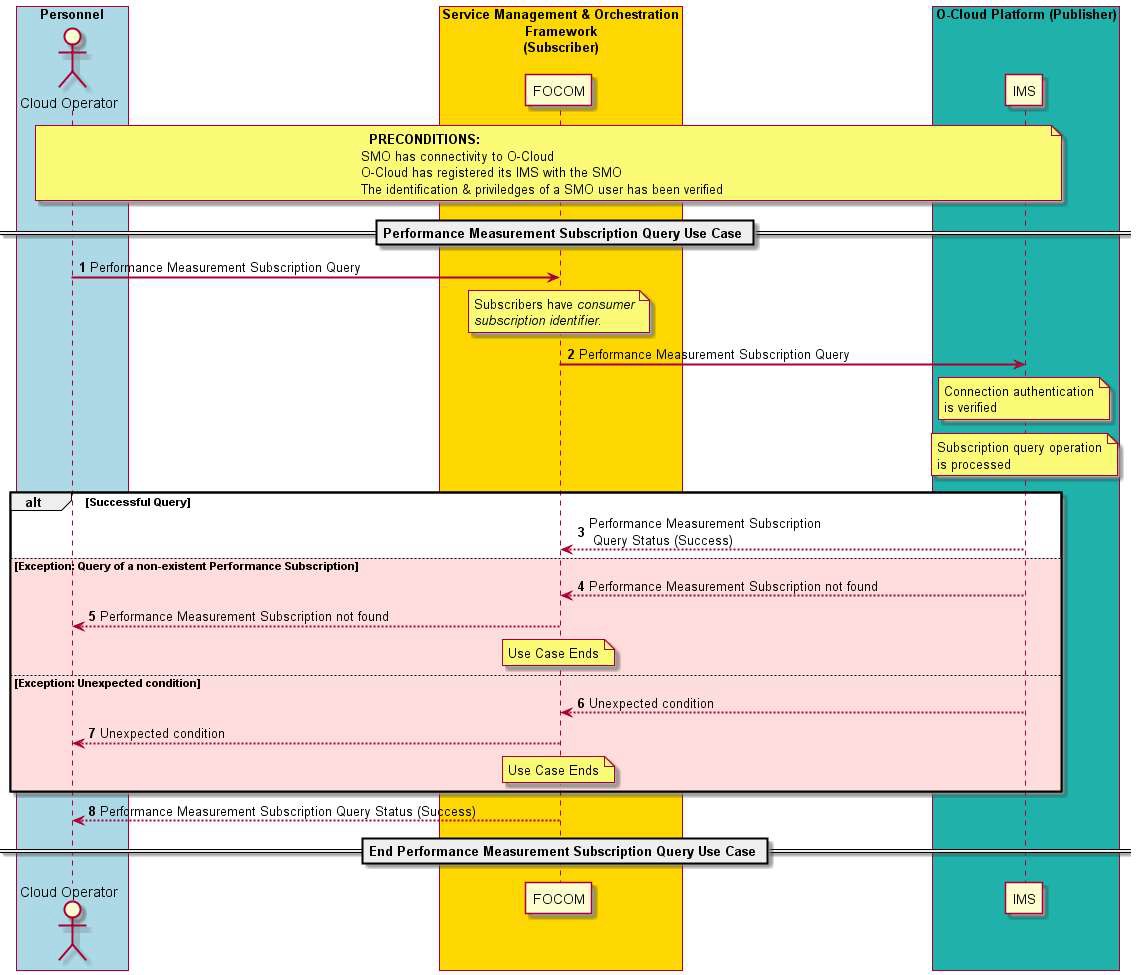 Personnel
Service Management & Orchestration
Framework
(Subscriber)
O-Cloud Platform (Publisher)
Cloud Operator
FOCOM
IMS
PRECONDITIONS:
SMO has connectivity to O-Cloud
O-Cloud has registered its IMS with the SMO
The identification & priviledges of a SMO user has been verified
Performance Measurement Subscription Query Use Case
1 Performance Measurement Subscription Query
Subscribers have consumer
subscription identifier.
2 Performance Measurement Subscription Query
Connection authentication
is verified
Subscription query operation
is processed
alt [Successful Query]
3 Performance Measurement Subscription
Query Status (Success)
[Exception: Query of a non-existent Performance Subscription]
4 Performance Measurement Subscription not found
5 Performance Measurement Subscription not found
Use Case Ends
[Exception: Unexpected condition]
6 Unexpected condition
7 Unexpected condition
Use Case Ends
8 Performance Measurement Subscription Query Status (Success)
End Performance Measurement Subscription Query Use Case
Cloud Operator
FOCOM
IMS